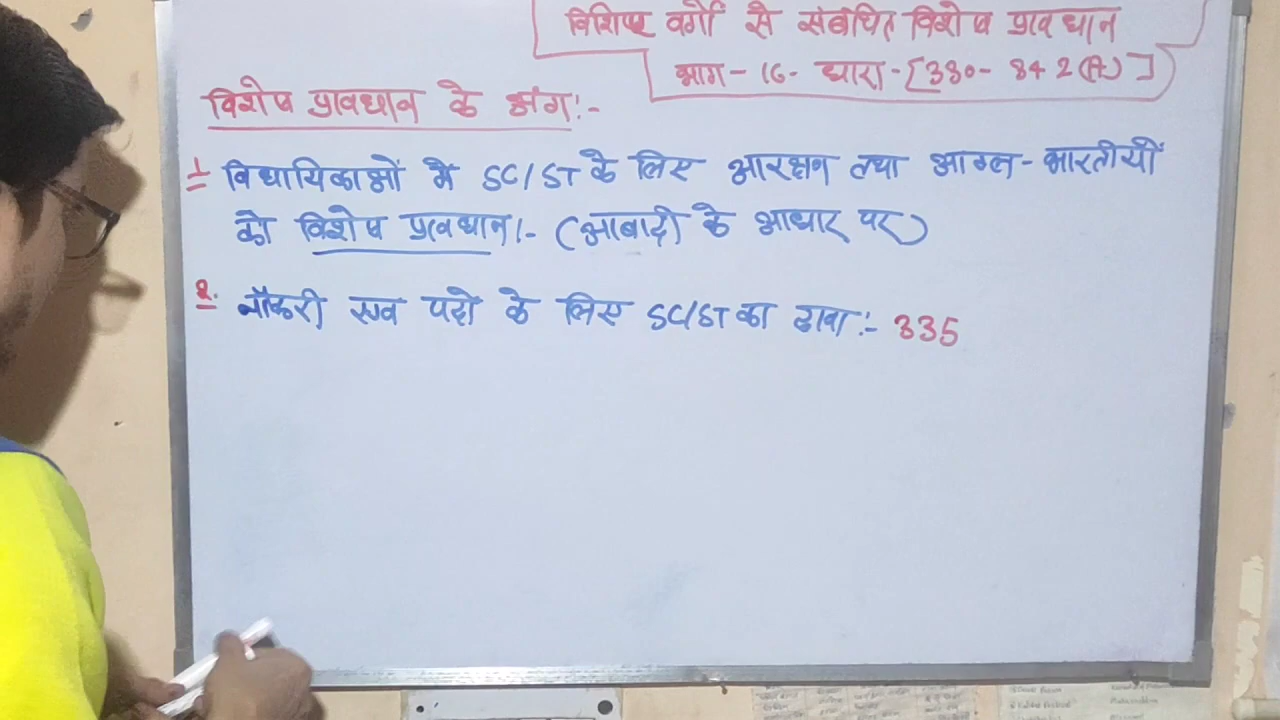 विशिष्ट वर्गों से संबंधित विशेष प्रावधान
भाग - 16 - धारा - [330 - 342(A)]
विशेष प्रावधान के अंग :-
1 विधायिकाओं में SC/ST के लिए आरक्षण तथा आंग्ल - भारतीयों
को विशेष प्रावधान :- (आबादी के आधार पर)
2. नौकरी एव पदो के लिए SC/ST का दावा :- 335